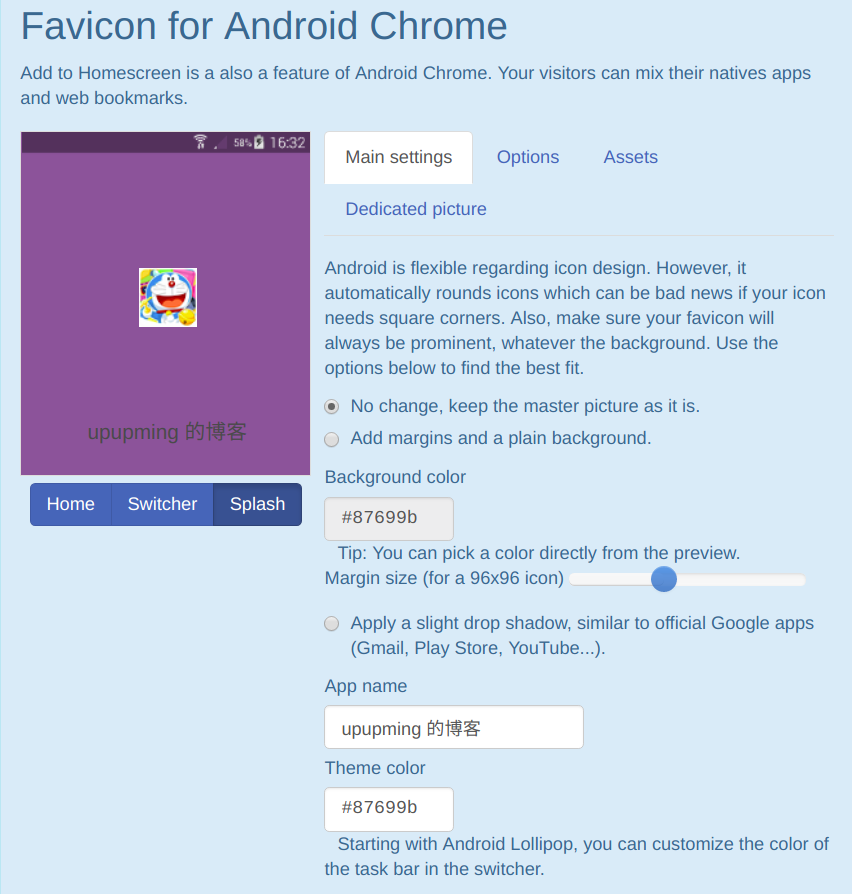 Favicon for Android Chrome
Add to Homescreen is a also a feature of Android Chrome. Your visitors can mix their natives apps
and web bookmarks.
58% 16:32
upupming 的博客
Home Switcher Splash
Main settings Options Assets
Dedicated picture
Android is flexible regarding icon design. However, it
automatically rounds icons which can be bad news if your icon
needs square corners. Also, make sure your favicon will
always be prominent, whatever the background. Use the
options below to find the best fit.
No change, keep the master picture as it is.
Add margins and a plain background.
Background color
#87699b
Tip: You can pick a color directly from the preview.
Margin size (for a 96x96 icon)
Apply a slight drop shadow, similar to official Google apps
(Gmail, Play Store, YouTube...).
App name
upupming 的博客
Theme color
#87699b
Starting with Android Lollipop, you can customize the color of
the task bar in the switcher.